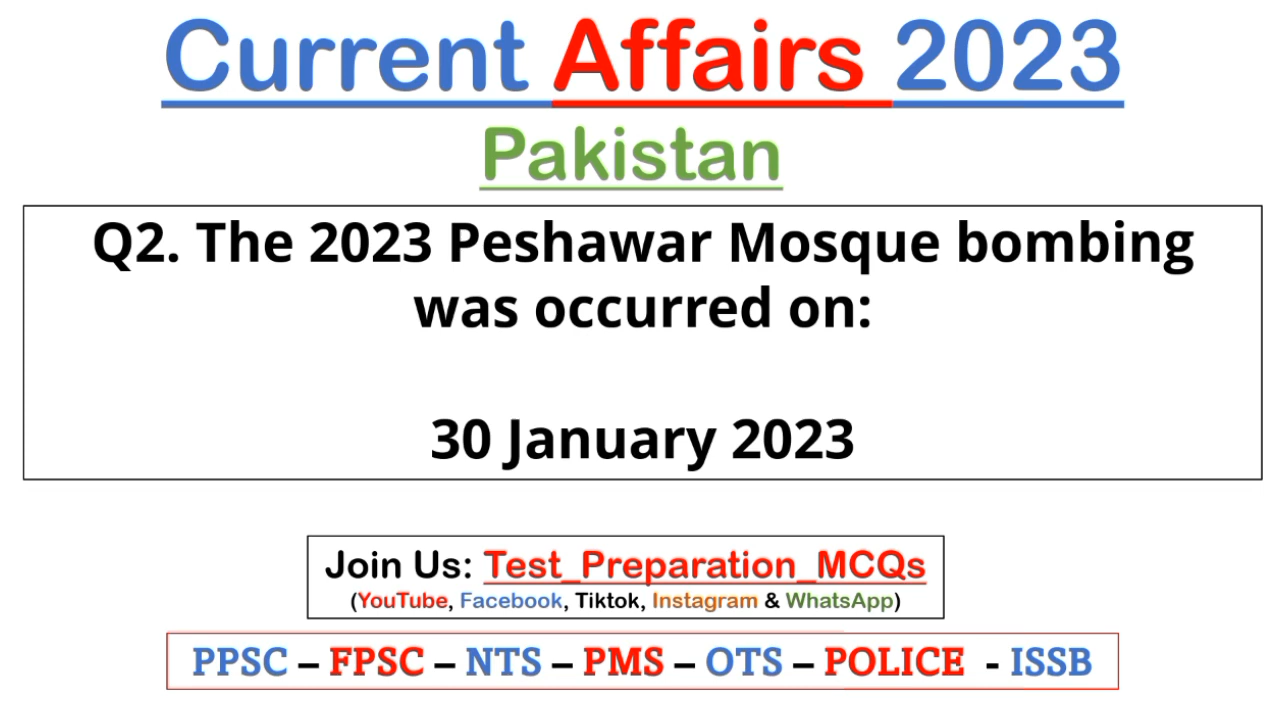 Current Affairs 2023
Pakistan
Q2. The 2023 Peshawar Mosque bombing
was occurred on:
30 January 2023
Join Us: Test_Preparation_MCQs
(YouTube, Facebook, Tiktok, Instagram & WhatsApp)
PPSC – FPSC – NTS – PMS – OTS – POLICE - ISSB